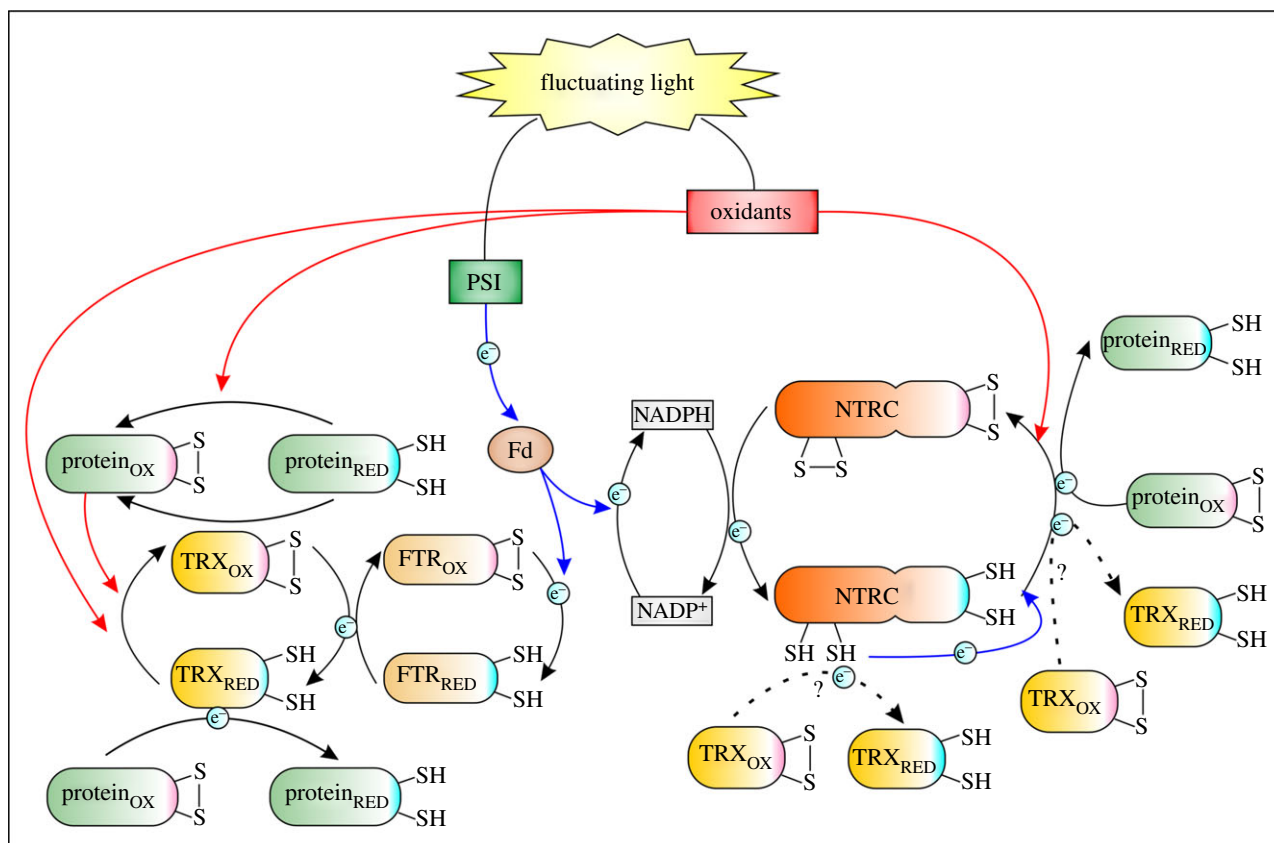 fluctuating light
oxidants
PSI
e⁻
Fd
NADPH
e⁻
NADP⁺
NTRC
S
S
S–S
e⁻
NTRC
SH
SH
SH
SH
e⁻
protein_RED
SH
SH
e⁻
protein_OX
S
S
e⁻
?
TRX_RED
SH
SH
TRX_OX
S
S
?
e⁻
TRX_OX
S
S
TRX_RED
SH
SH
protein_OX
S
S
protein_RED
SH
SH
TRX_OX
S
S
e⁻
FTR_OX
S
S
e⁻
TRX_RED
SH
SH
FTR_RED
SH
SH
e⁻
protein_OX
S
S
protein_RED
SH
SH